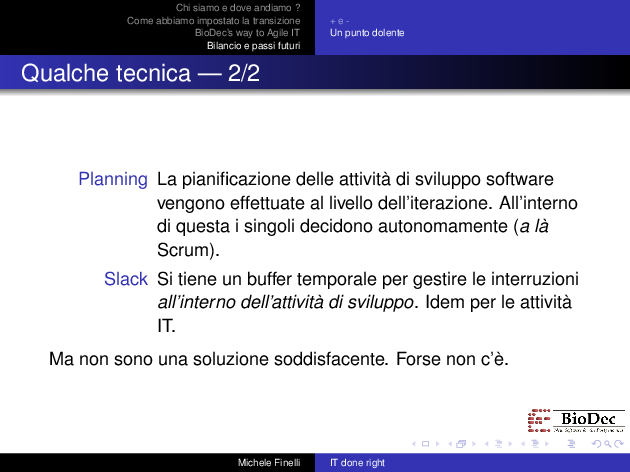 Chi siamo e dove andiamo ?
Come abbiamo impostato la transizione
BioDec's way to Agile IT
Bilancio e passi futuri
+ e -
Un punto dolente
Qualche tecnica — 2/2
Planning La pianificazione delle attività di sviluppo software
vengono effettuate al livello dell'iterazione. All'interno
di questa i singoli decidono autonomamente (a là
Scrum).
Slack Si tiene un buffer temporale per gestire le interruzioni
all'interno dell'attività di sviluppo. Idem per le attività
IT.
Ma non sono una soluzione soddisfacente. Forse non c'è.
BioDec
Michele Finelli
IT done right